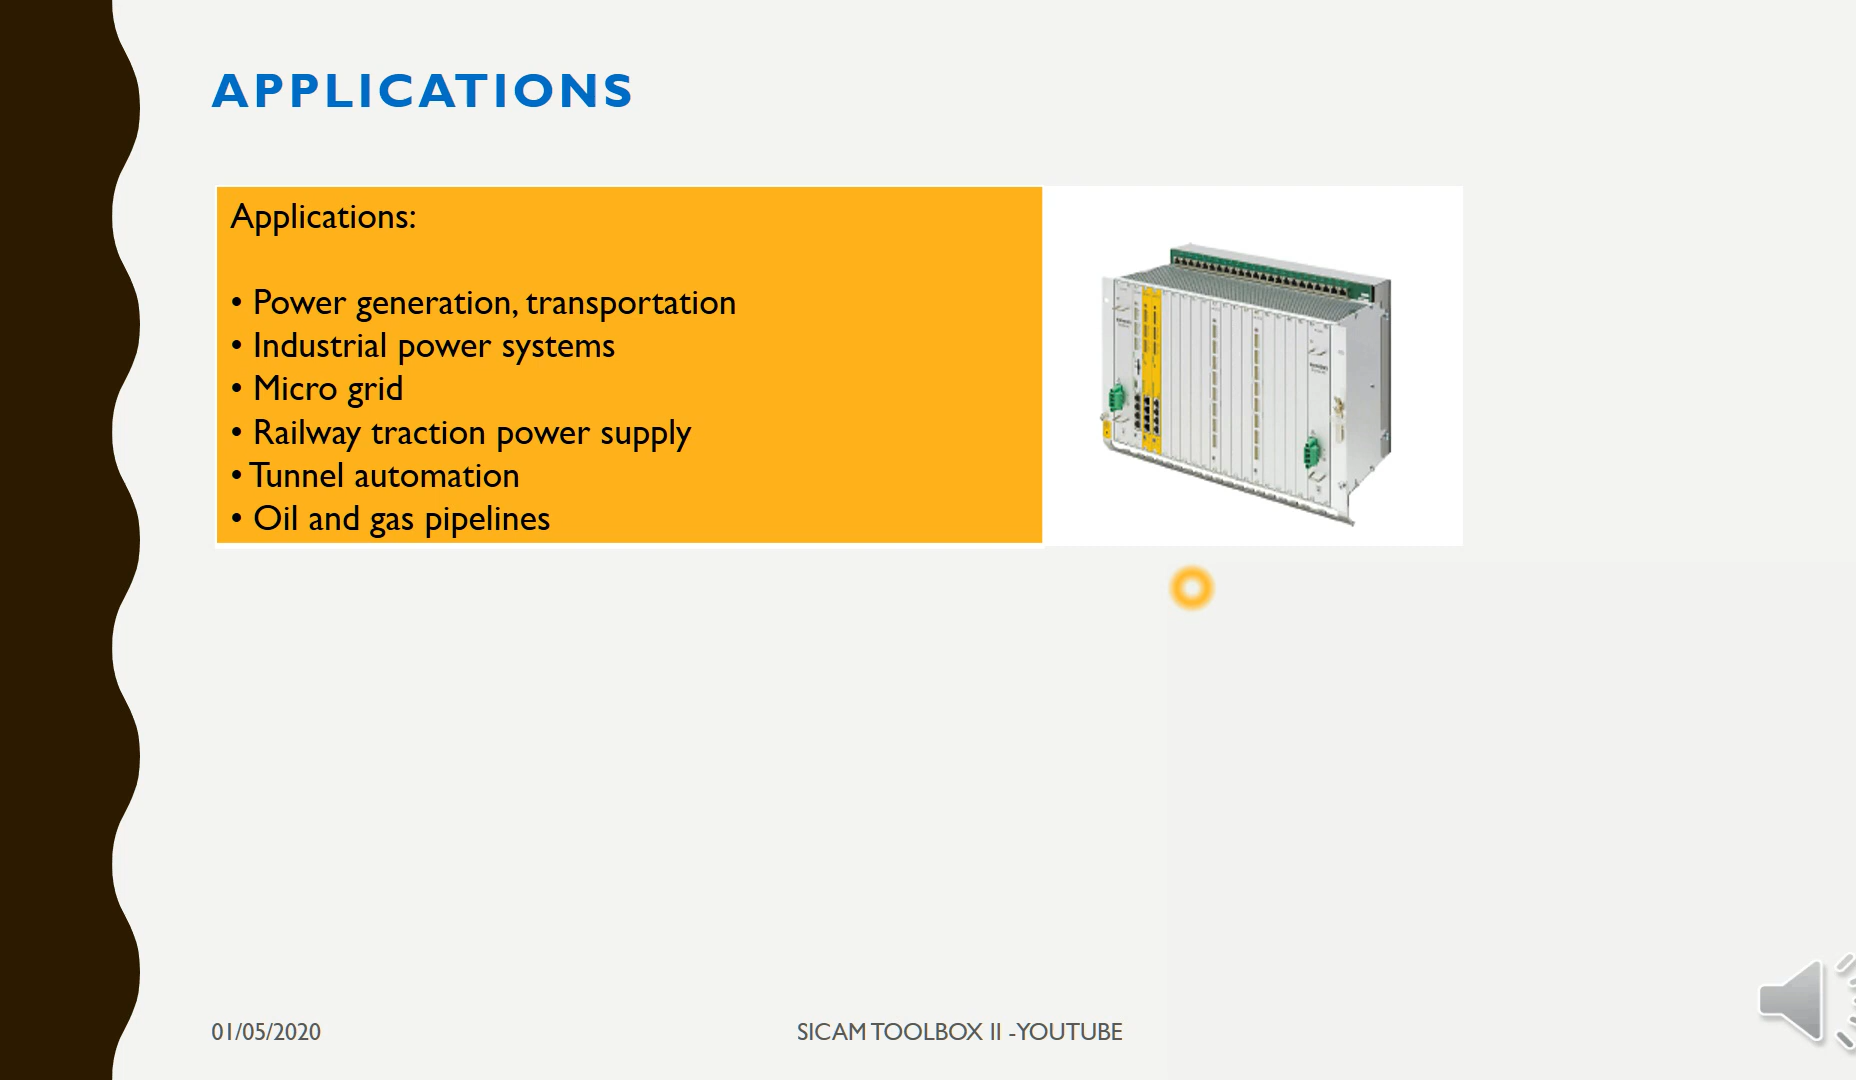 APPLICATIONS
Applications:
• Power generation, transportation
• Industrial power systems
• Micro grid
• Railway traction power supply
• Tunnel automation
• Oil and gas pipelines
01/05/2020
SICAM TOOLBOX II -YOUTUBE